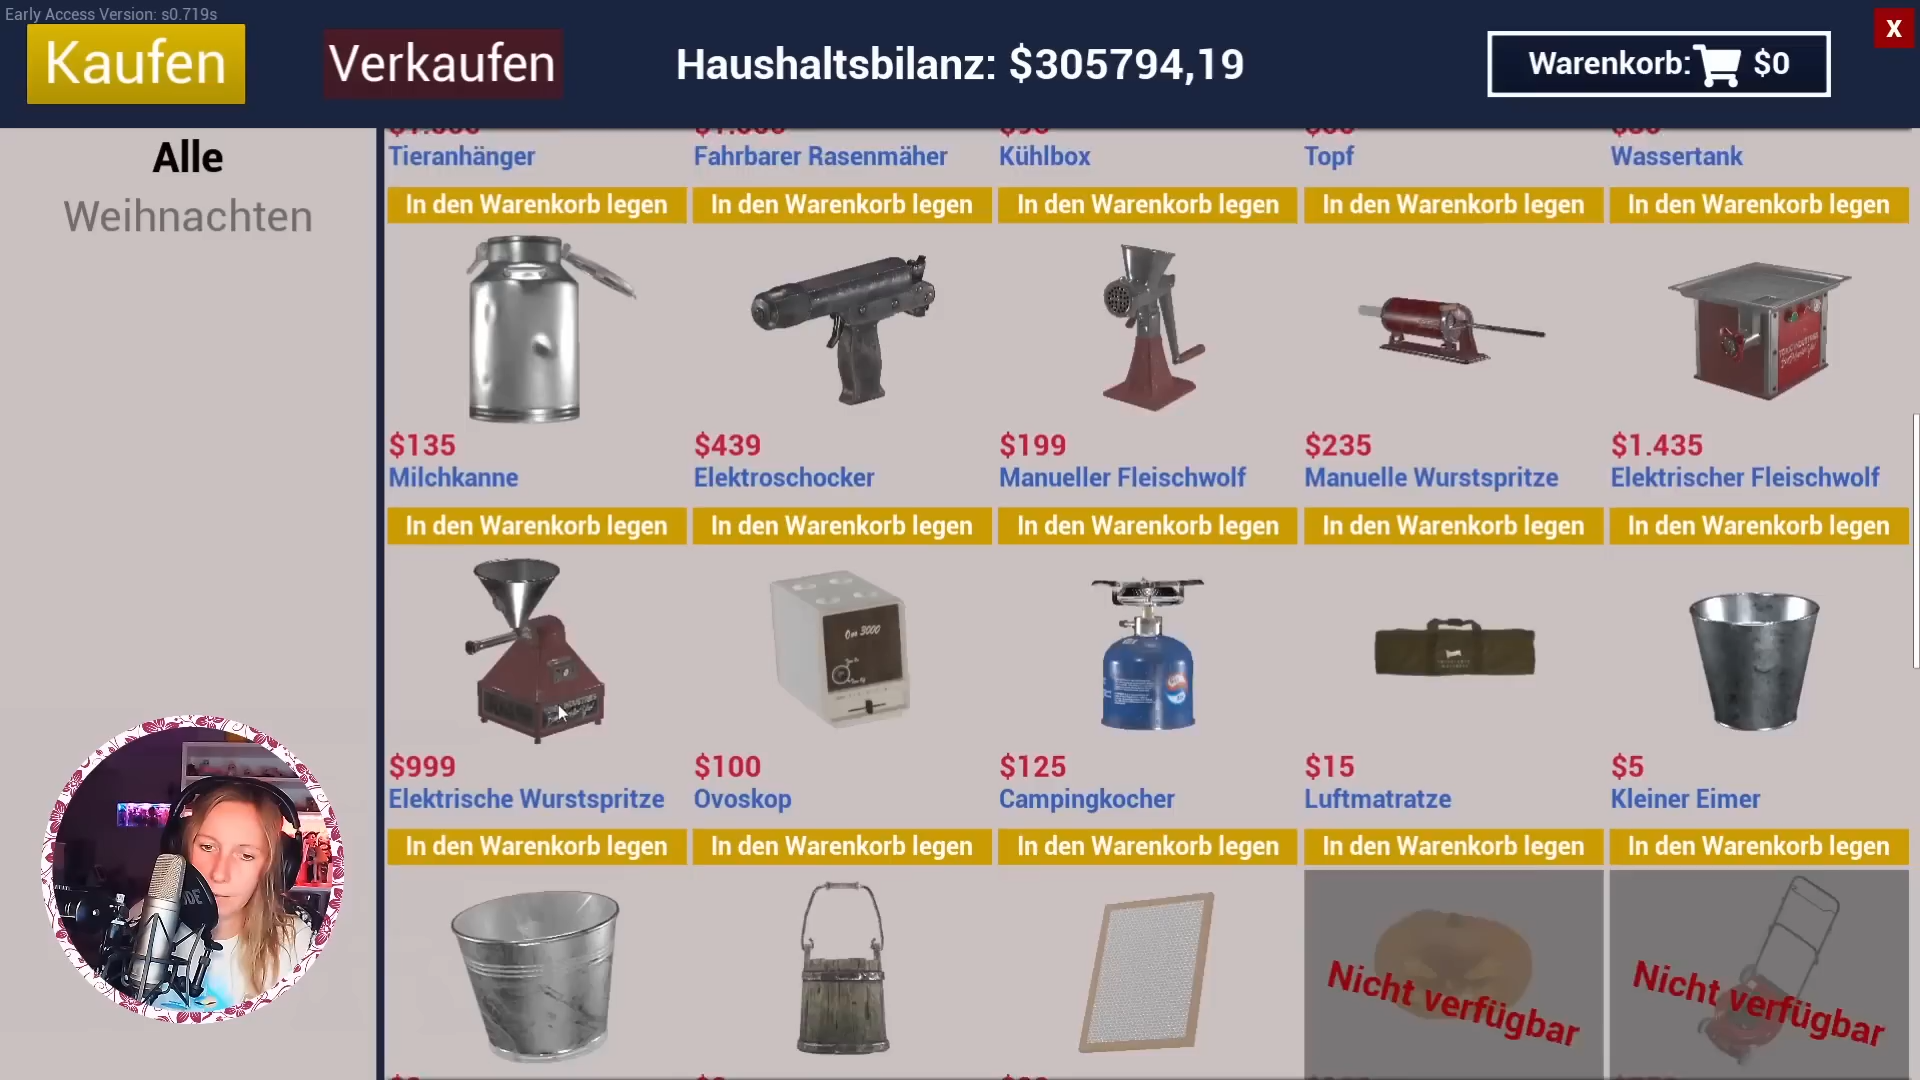 Early Access Version: s0.719s
Kaufen
Verkaufen
Haushaltsbilanz: $305794,19
Warenkorb: $0
X
Alle
Weihnachten
Tieranhänger
Fahrbarer Rasenmäher
Kühlbox
Topf
Wassertank
In den Warenkorb legen
In den Warenkorb legen
In den Warenkorb legen
In den Warenkorb legen
In den Warenkorb legen
$135
$439
$199
$235
$1.435
Milchkanne
Elektroschocker
Manueller Fleischwolf
Manuelle Wurstspritze
Elektrischer Fleischwolf
In den Warenkorb legen
In den Warenkorb legen
In den Warenkorb legen
In den Warenkorb legen
In den Warenkorb legen
Ovo 3000
$999
$100
$125
$15
$5
Elektrische Wurstspritze
Ovoskop
Campingkocher
Luftmatratze
Kleiner Eimer
In den Warenkorb legen
In den Warenkorb legen
In den Warenkorb legen
In den Warenkorb legen
In den Warenkorb legen
Nicht verfügbar
Nicht verfügbar